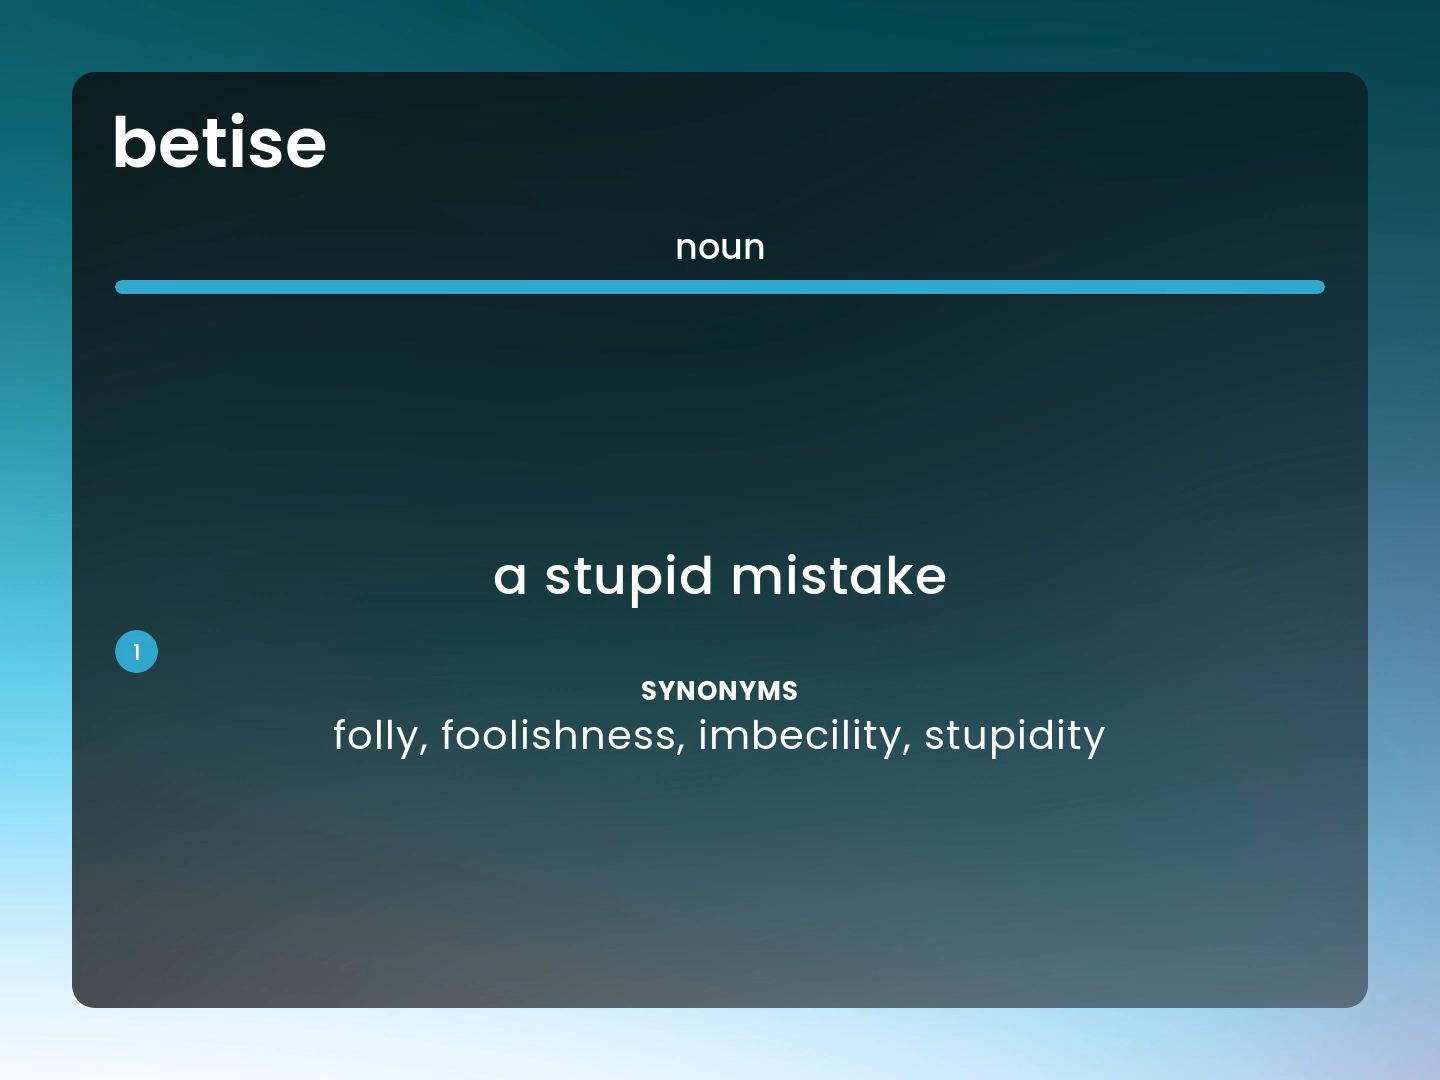 betise
noun
a stupid mistake
1
SYNONYMS
folly, foolishness, imbecility, stupidity